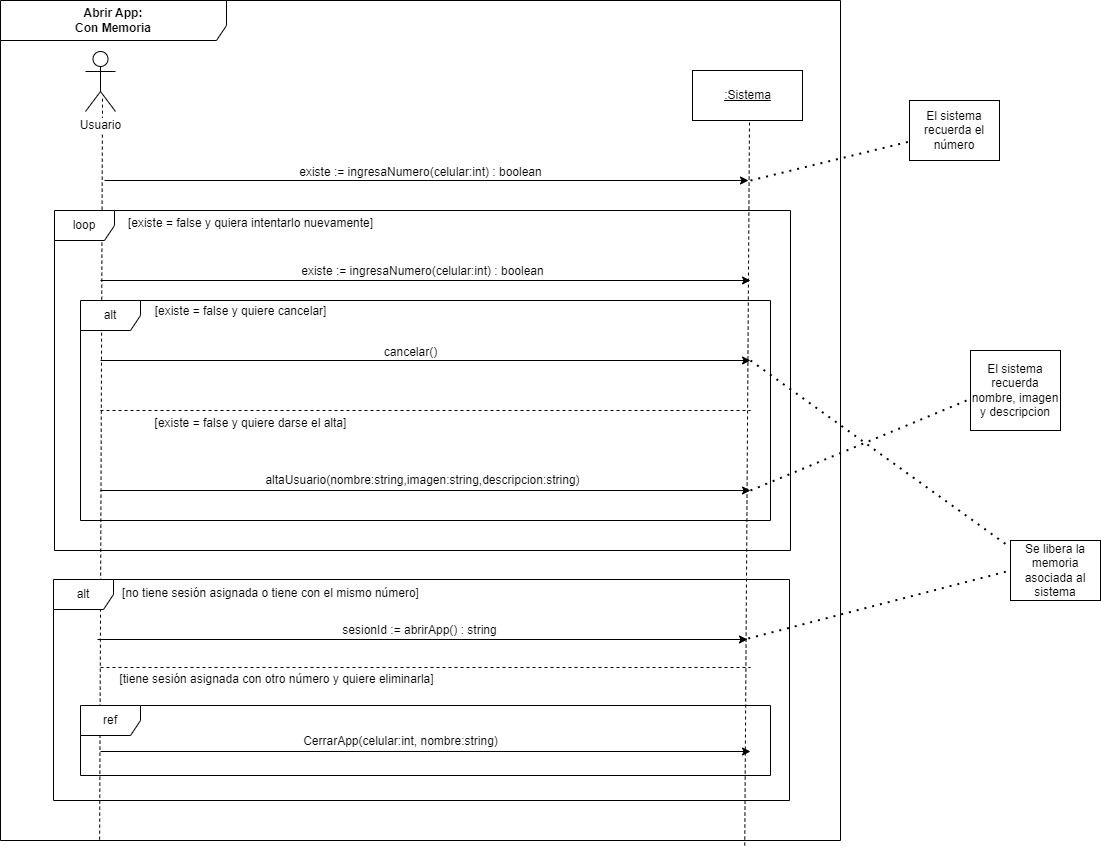 Abrir App:
Con Memoria
Usuario
:Sistema
El sistema
recuerda el
número
existe := ingresaNumero(celular:int) : boolean
loop
[existe = false y quiera intentarlo nuevamente]
existe := ingresaNumero(celular:int) : boolean
alt
[existe = false y quiere cancelar]
cancelar()
El sistema
recuerda
nombre, imagen
y descripcion
[existe = false y quiere darse el alta]
altaUsuario(nombre:string,imagen:string,descripcion:string)
Se libera la
memoria
asociada al
sistema
alt
[no tiene sesión asignada o tiene con el mismo número]
sesionId := abrirApp() : string
[tiene sesión asignada con otro número y quiere eliminarla]
ref
CerrarApp(celular:int, nombre:string)